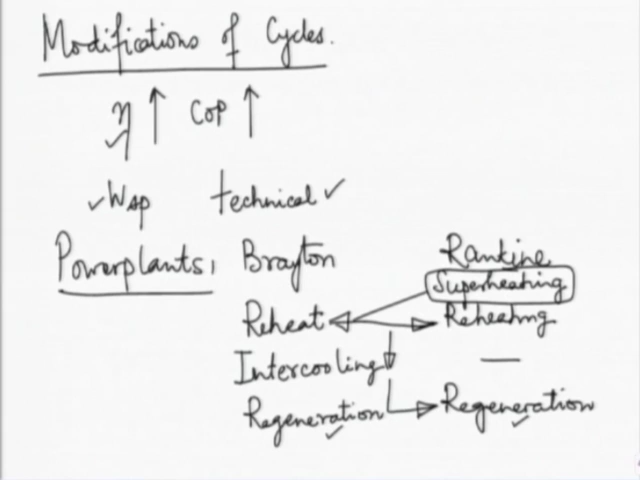 Modifications of Cycles.
η ↑ COP ↑
✓ Wsp technical ✓
Powerplants, Brayton Rankine
Superheating
Reheat Reheating
Intercooling —
Regeneration ✓ Regeneration ✓